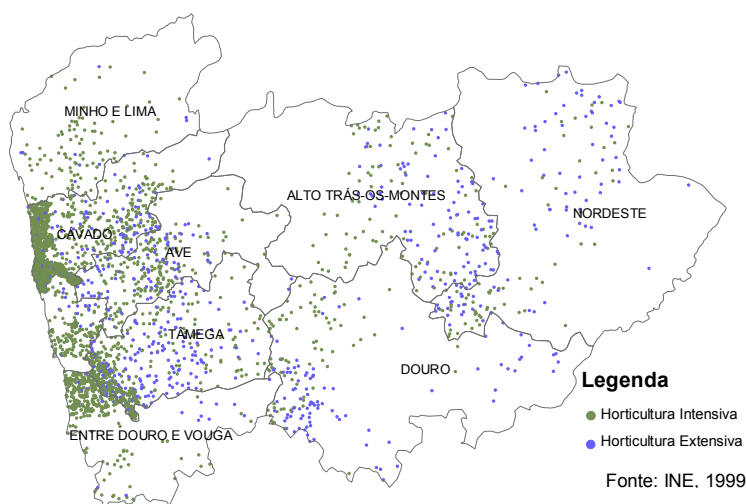 MINHO E LIMA
ALTO TRÁS-OS-MONTES
NORDESTE
CAVADO
AVE
TÂMEGA
DOURO
ENTRE DOURO E VOUGA
Legenda
Horticultura Intensiva
Horticultura Extensiva
Fonte: INE, 1999